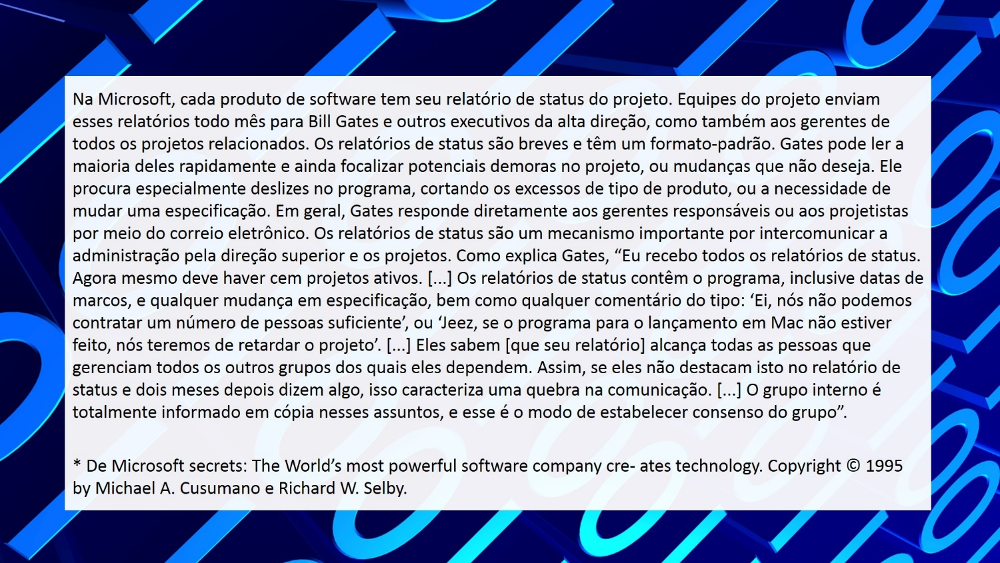 Na Microsoft, cada produto de software tem seu relatório de status do projeto. Equipes do projeto enviam
esses relatórios todo mês para Bill Gates e outros executivos da alta direção, como também aos gerentes de
todos os projetos relacionados. Os relatórios de status são breves e têm um formato-padrão. Gates pode ler a
maioria deles rapidamente e ainda focalizar potenciais demoras no projeto, ou mudanças que não deseja. Ele
procura especialmente deslizes no programa, cortando os excessos de tipo de produto, ou a necessidade de
mudar uma especificação. Em geral, Gates responde diretamente aos gerentes responsáveis ou aos projetistas
por meio do correio eletrônico. Os relatórios de status são um mecanismo importante por intercomunicar a
administração pela direção superior e os projetos. Como explica Gates, “Eu recebo todos os relatórios de status.
Agora mesmo deve haver cem projetos ativos. [...] Os relatórios de status contêm o programa, inclusive datas de
marcos, e qualquer mudança em especificação, bem como qualquer comentário do tipo: ‘Ei, nós não podemos
contratar um número de pessoas suficiente’, ou ‘Jeez, se o programa para o lançamento em Mac não estiver
feito, nós teremos de retardar o projeto’. [...] Eles sabem [que seu relatório] alcança todas as pessoas que
gerenciam todos os outros grupos dos quais eles dependem. Assim, se eles não destacam isto no relatório de
status e dois meses depois dizem algo, isso caracteriza uma quebra na comunicação. [...] O grupo interno é
totalmente informado em cópia nesses assuntos, e esse é o modo de estabelecer consenso do grupo”.
* De Microsoft secrets: The World’s most powerful software company cre- ates technology. Copyright © 1995
by Michael A. Cusumano e Richard W. Selby.